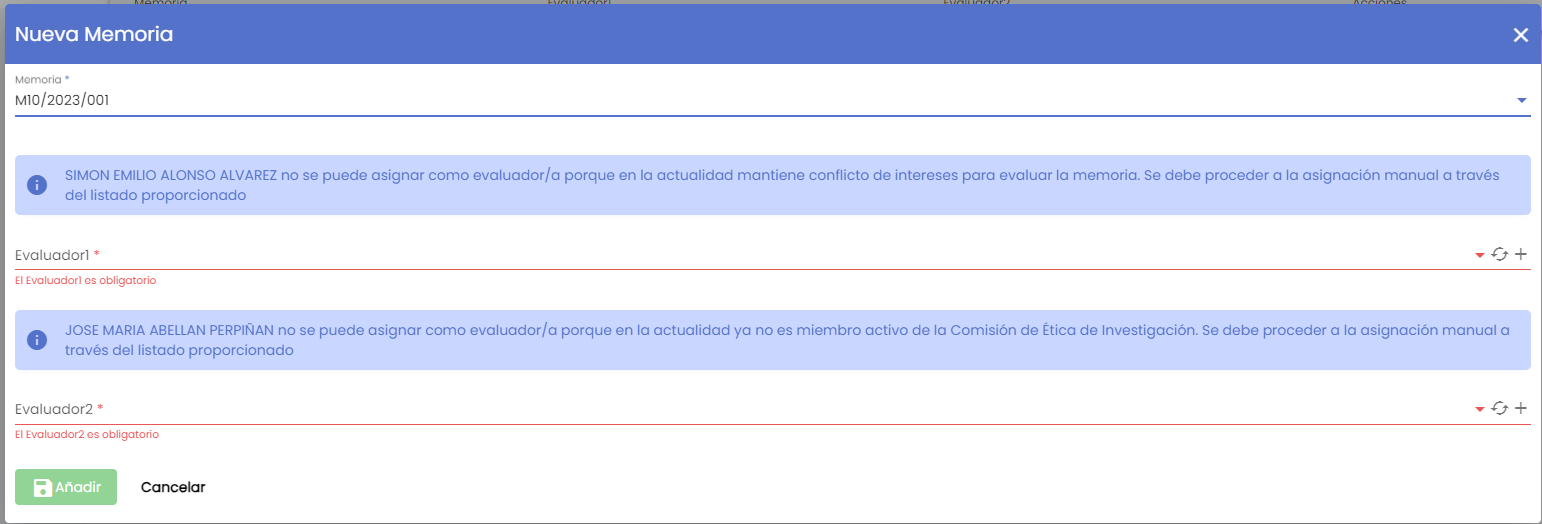 Memoria Evaluador1 Evaluador2 Acciones
Nueva Memoria
Memoria *
M10/2023/001
SIMON EMILIO ALONSO ALVAREZ no se puede asignar como evaluador/a porque en la actualidad mantiene conflicto de intereses para evaluar la memoria. Se debe proceder a la asignación manual a través
del listado proporcionado
Evaluador1 *
El Evaluador1 es obligatorio
JOSE MARIA ABELLAN PERPIÑAN no se puede asignar como evaluador/a porque en la actualidad ya no es miembro activo de la Comisión de Ética de Investigación. Se debe proceder a la asignación manual a
través del listado proporcionado
Evaluador2 *
El Evaluador2 es obligatorio
Añadir Cancelar